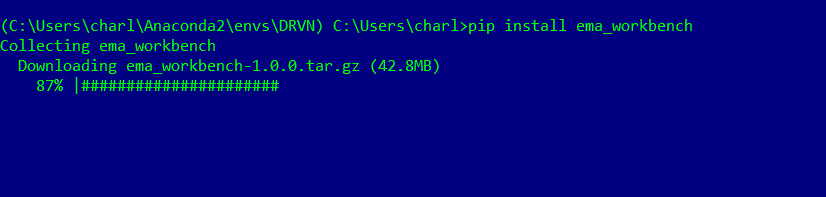 (C:\Users\charl\Anaconda2\envs\DRVN) C:\Users\charl>pip install ema_workbench
Collecting ema_workbench
  Downloading ema_workbench-1.0.0.tar.gz (42.8MB)
    87% |######################